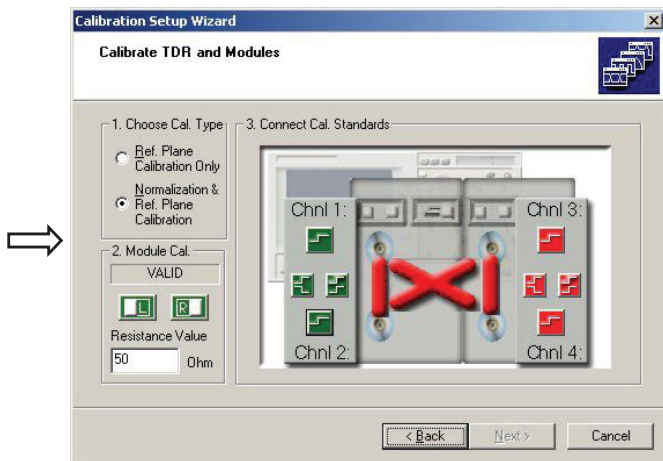 Calibration Setup Wizard
Calibrate TDR and Modules
1. Choose Cal. Type
Ref. Plane
Calibration Only
Normalization &
Ref. Plane
Calibration
2. Module Cal.
VALID
L R
Resistance Value
50 Ohm
3. Connect Cal. Standards
Chnl 1:
Chnl 2:
Chnl 3:
Chnl 4:
< Back
Next >
Cancel